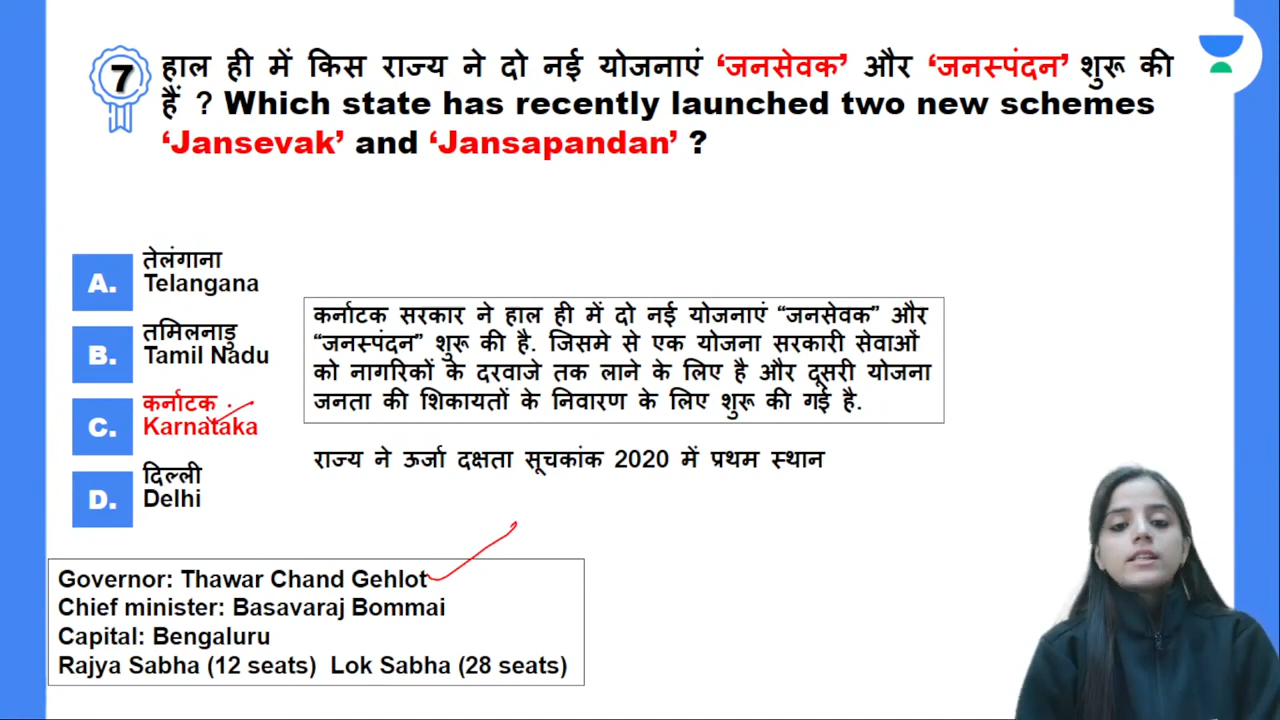 7
हाल ही में किस राज्य ने दो नई योजनाएं ‘जनसेवक’ और ‘जनस्पंदन’ शुरू की
हैं ? Which state has recently launched two new schemes
‘Jansevak’ and ‘Jansapandan’ ?
A.
तेलंगाना
Telangana
B.
तमिलनाडु
Tamil Nadu
C.
कर्नाटक
Karnataka
D.
दिल्ली
Delhi
कर्नाटक सरकार ने हाल ही में दो नई योजनाएं “जनसेवक” और
“जनस्पंदन” शुरू की है. जिसमे से एक योजना सरकारी सेवाओं
को नागरिकों के दरवाजे तक लाने के लिए है और दूसरी योजना
जनता की शिकायतों के निवारण के लिए शुरू की गई है.
राज्य ने ऊर्जा दक्षता सूचकांक 2020 में प्रथम स्थान
Governor: Thawar Chand Gehlot
Chief minister: Basavaraj Bommai
Capital: Bengaluru
Rajya Sabha (12 seats) Lok Sabha (28 seats)